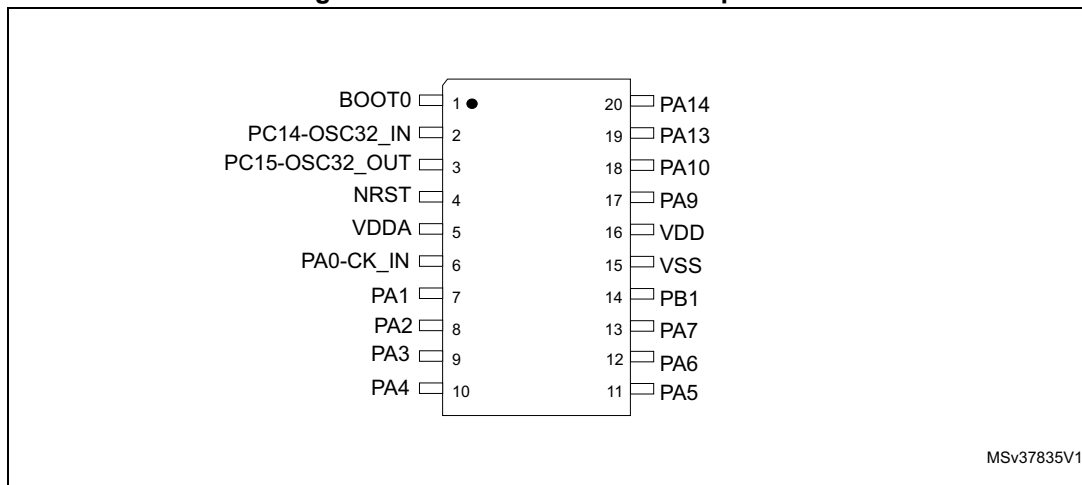 BOOT0 1 20 PA14
PC14-OSC32_IN 2 19 PA13
PC15-OSC32_OUT 3 18 PA10
NRST 4 17 PA9
VDDA 5 16 VDD
PA0-CK_IN 6 15 VSS
PA1 7 14 PB1
PA2 8 13 PA7
PA3 9 12 PA6
PA4 10 11 PA5
MSv37835V1